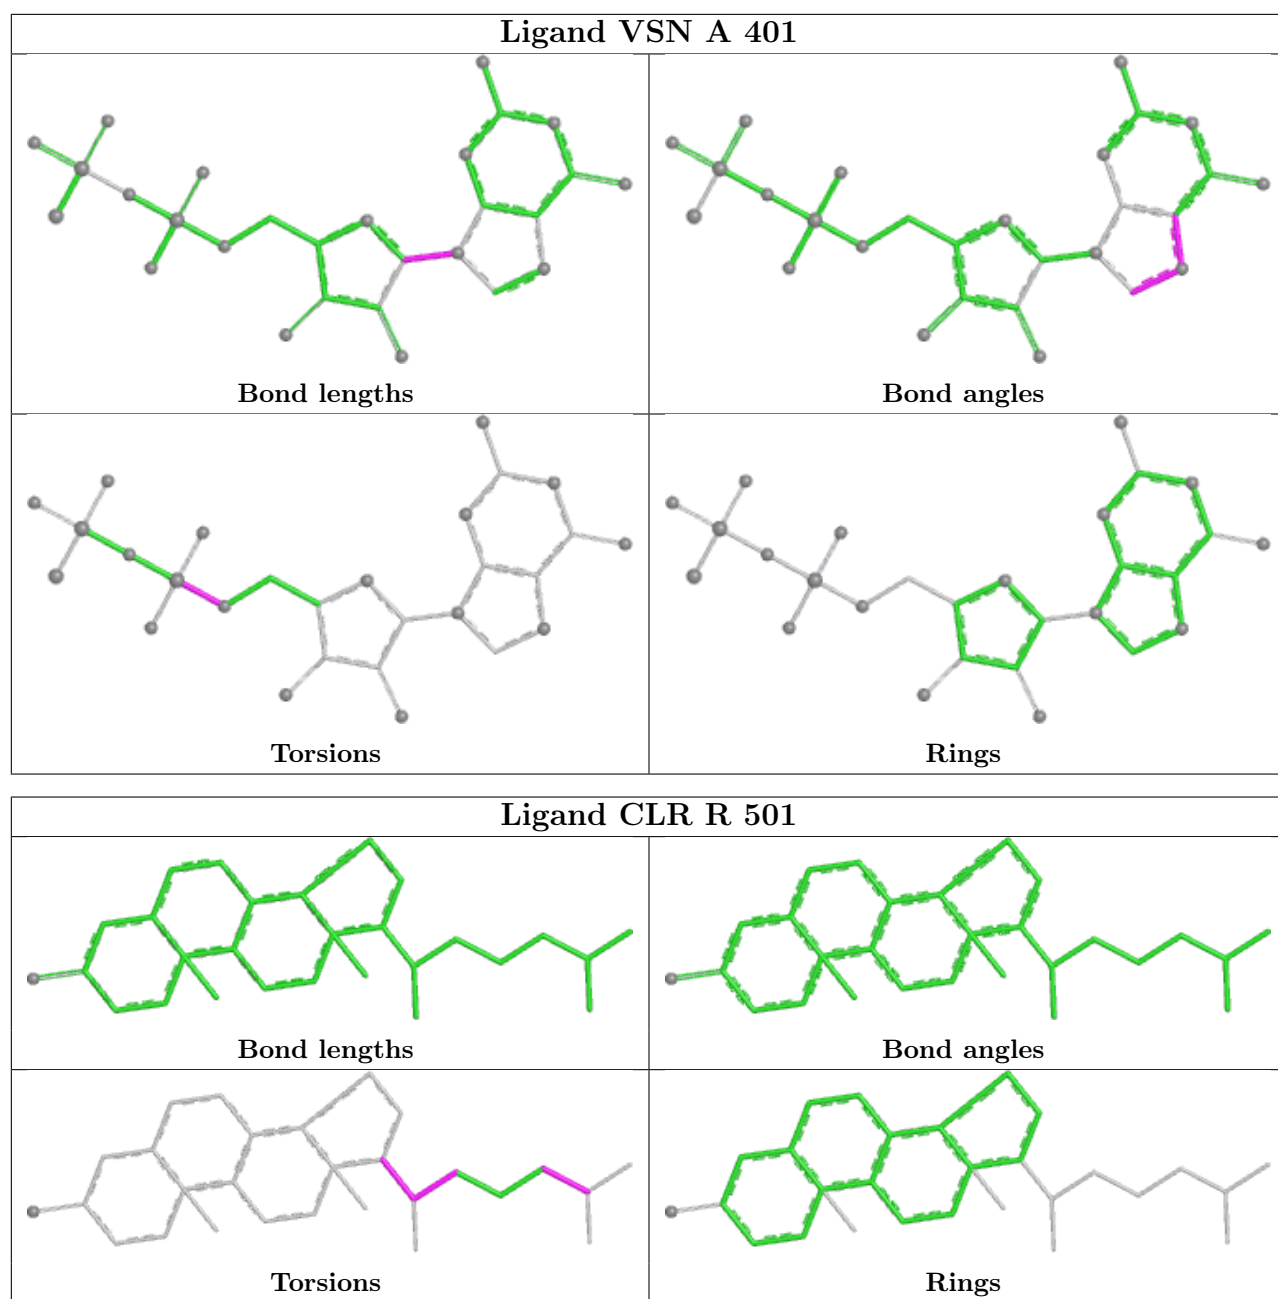 Ligand VSN A 401
Bond lengths
Bond angles
Torsions
Rings
Ligand CLR R 501
Bond lengths
Bond angles
Torsions
Rings